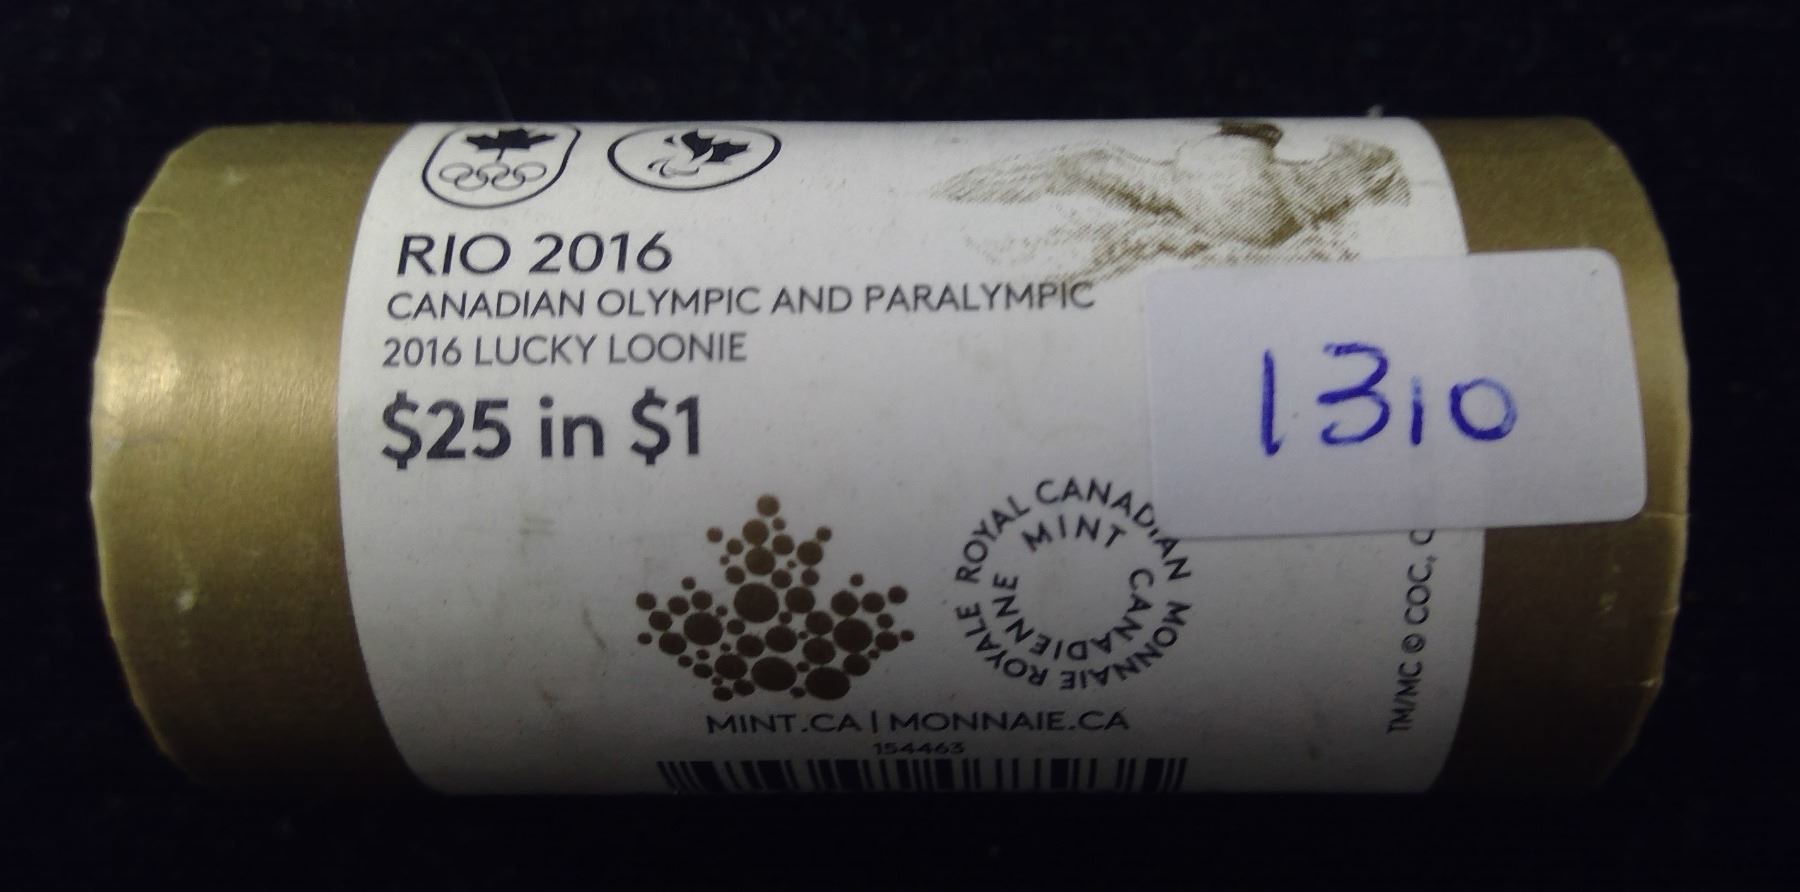 RIO 2016
CANADIAN OLYMPIC AND PARALYMPIC
2016 LUCKY LOONIE
$25 in $1
1310
ROYAL CANADIAN MINT
MONNAIE ROYALE CANADIENNE
MINT.CA | MONNAIE.CA
154463
TM/MC © COC,